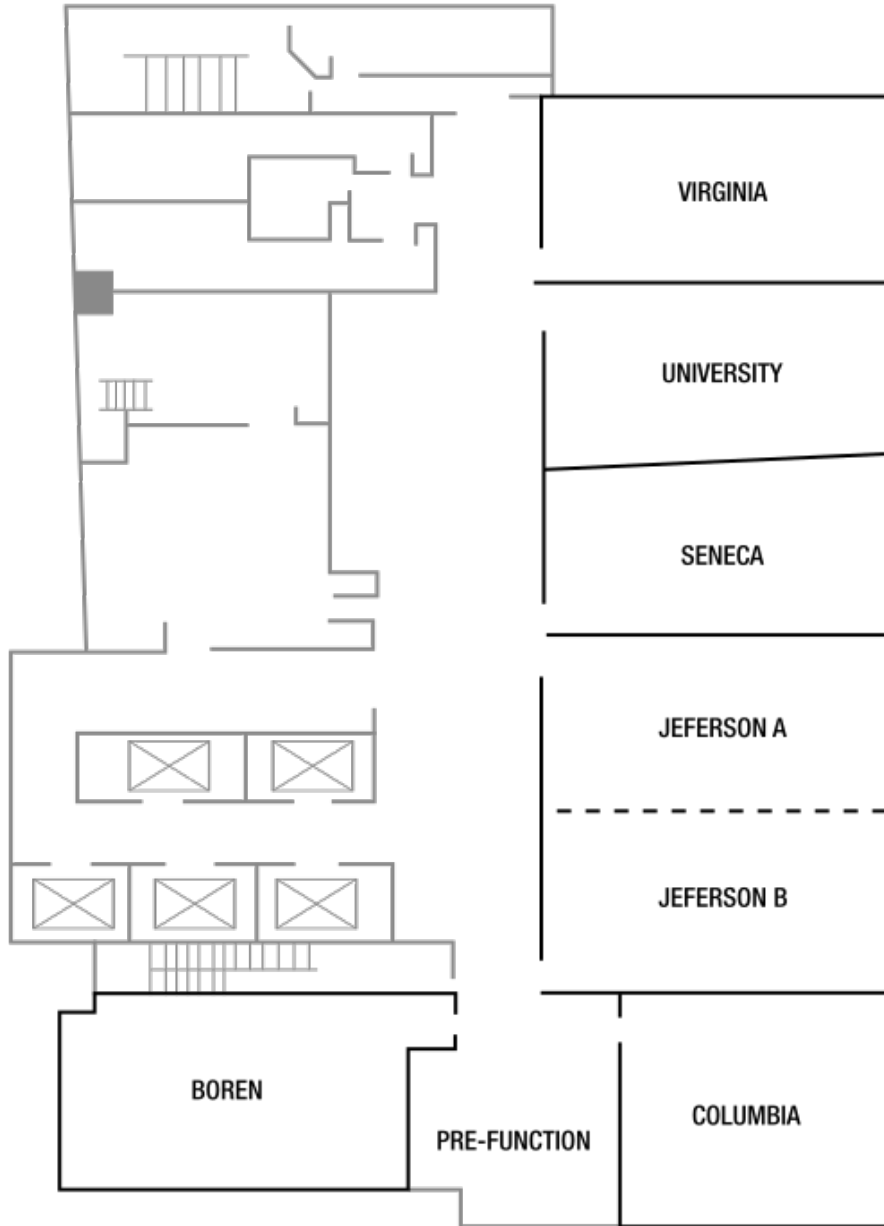 VIRGINIA
UNIVERSITY
SENECA
JEFERSON A
JEFERSON B
BOREN
COLUMBIA
PRE-FUNCTION